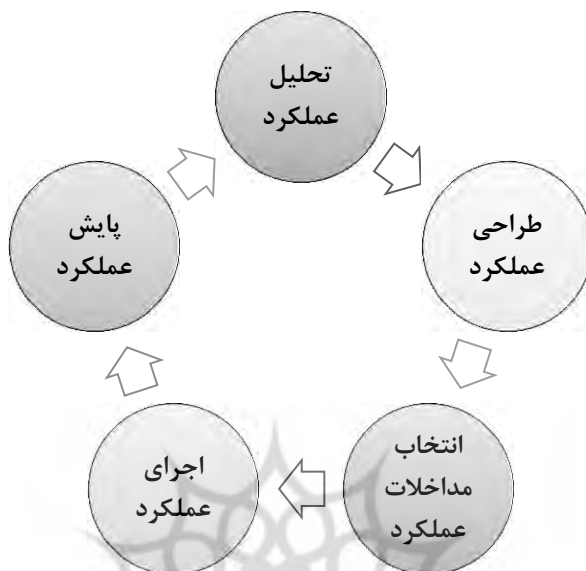 تحلیل
عملکرد
طراحی
عملکرد
انتخاب
مداخلات
عملکرد
اجرای
عملکرد
پایش
عملکرد